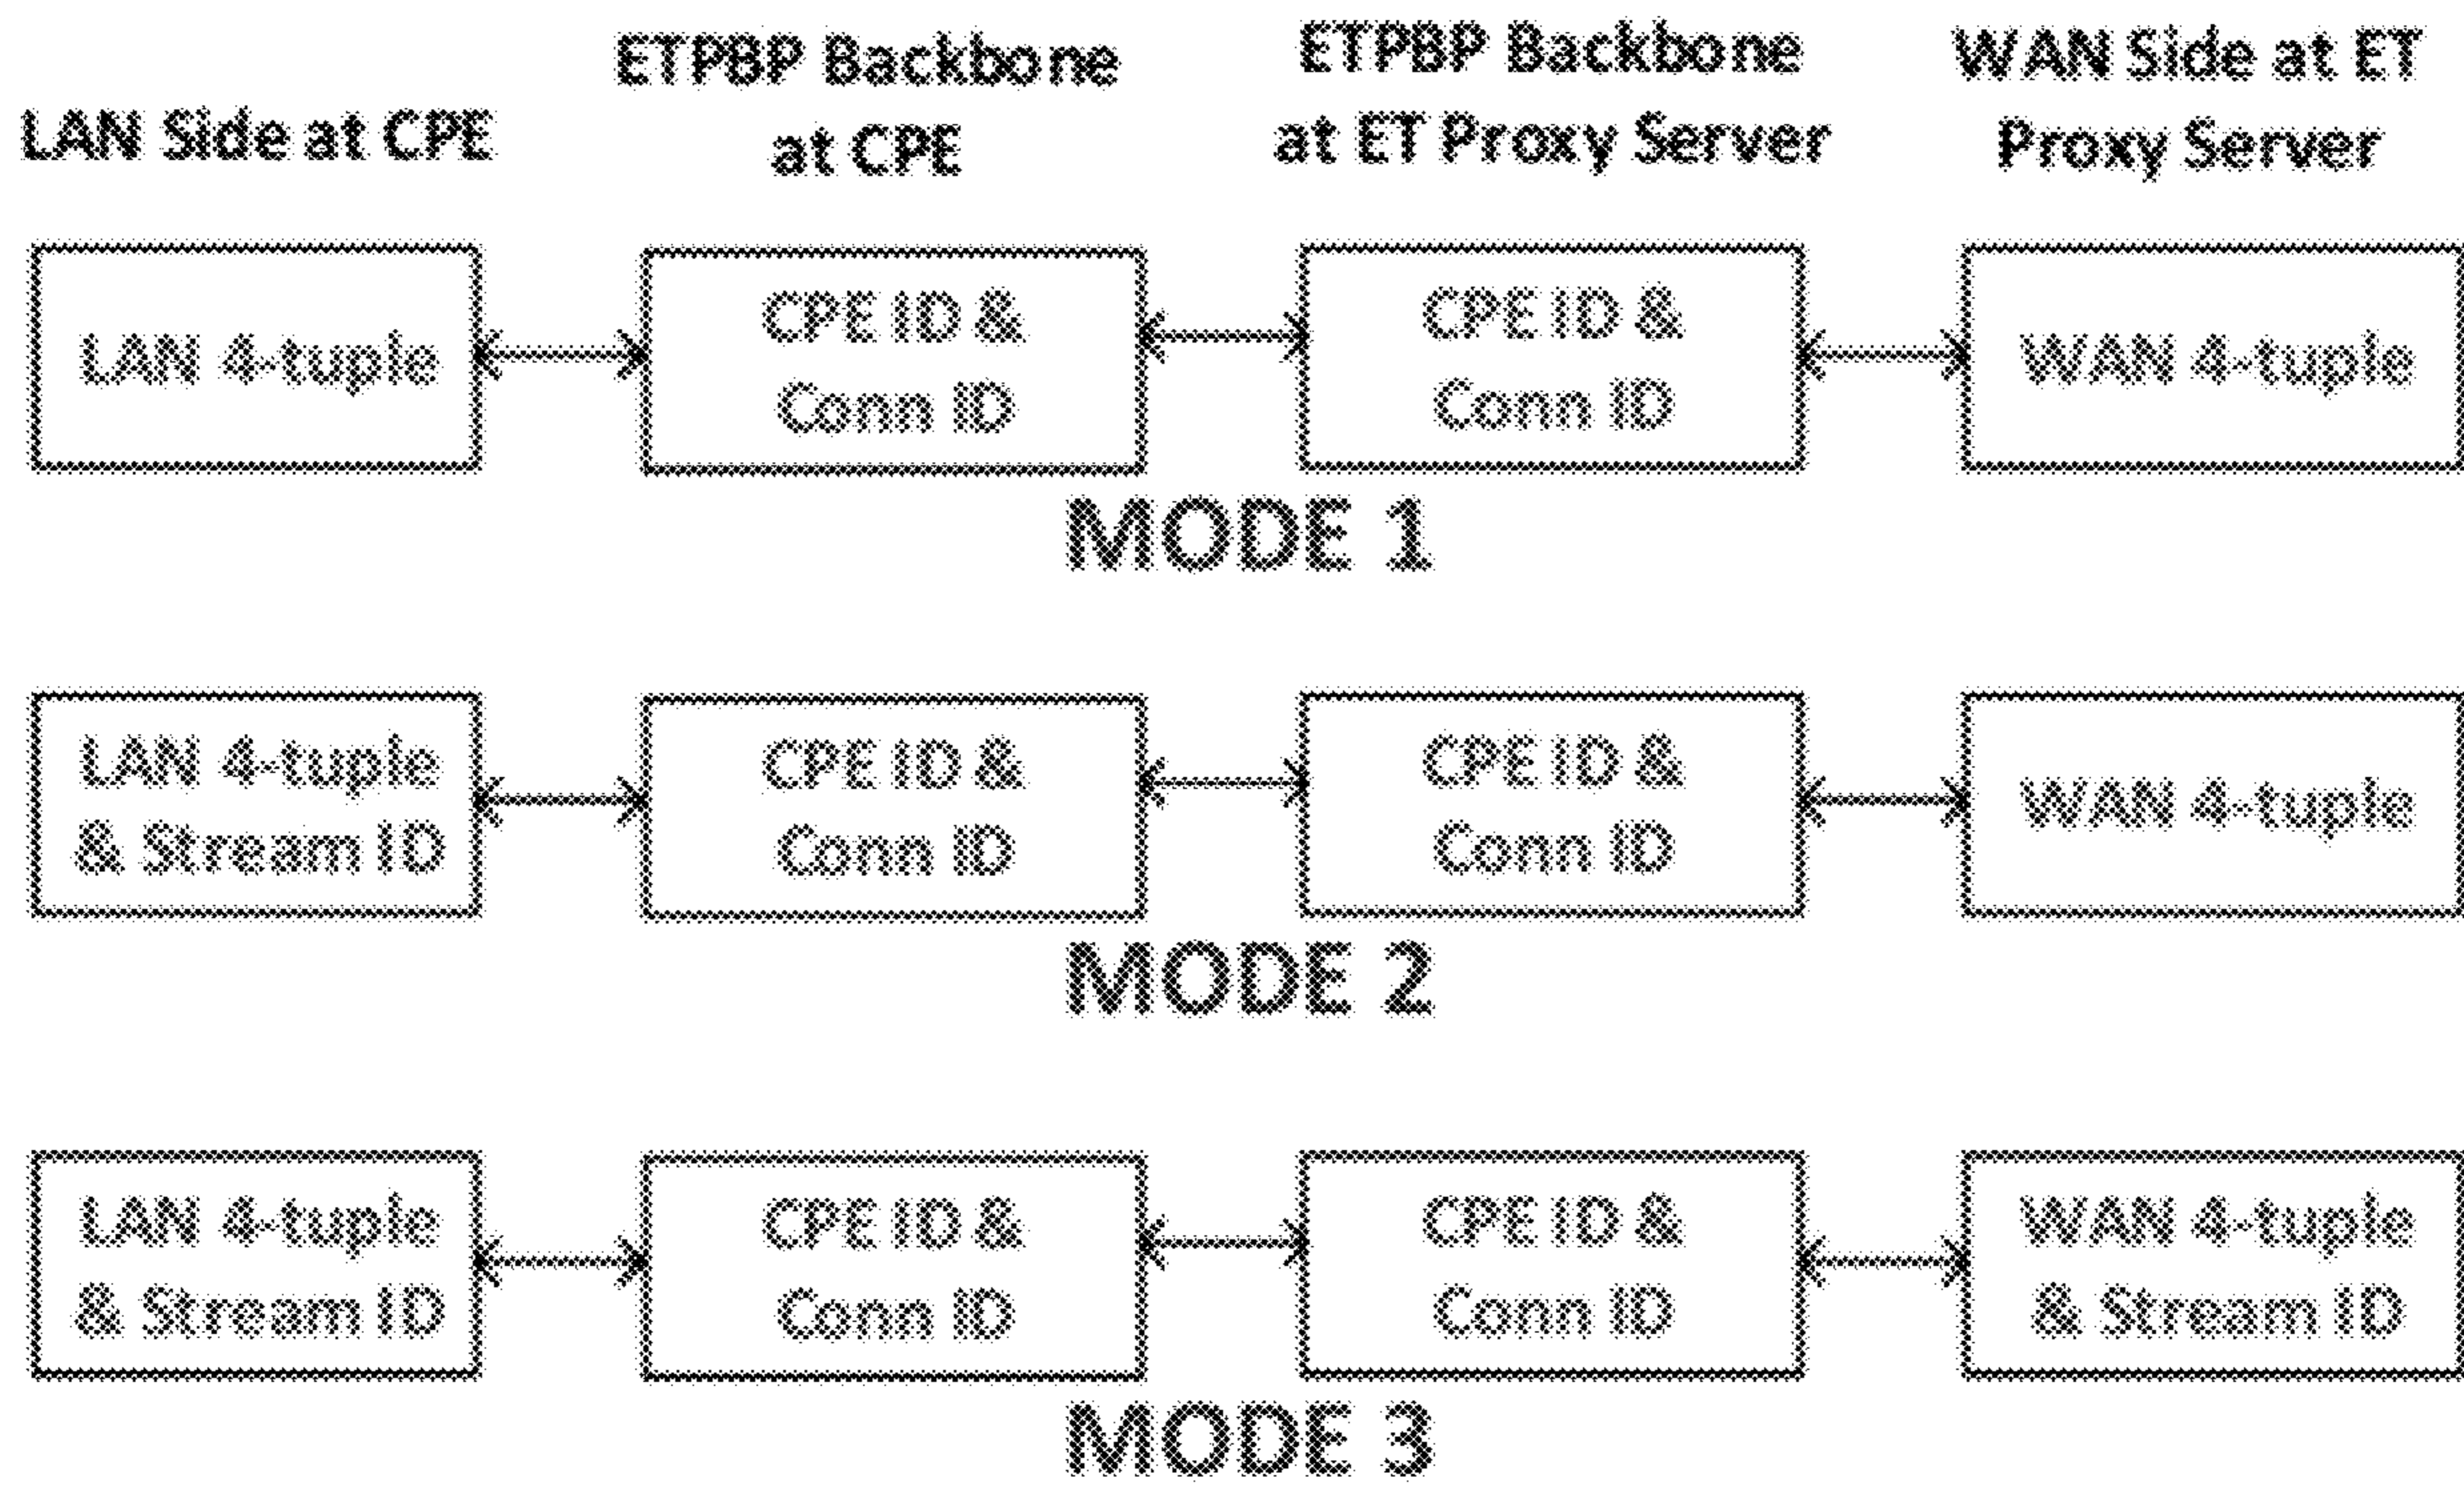 LAN Side at CPE
ETPBP Backbone
at CPE
ETPBP Backbone
at ET Proxy Server
WAN Side at ET
Proxy Server
LAN 4-tuple
CPE ID &
Conn ID
CPE ID &
Conn ID
WAN 4-tuple
MODE 1
LAN 4-tuple
& Stream ID
CPE ID &
Conn ID
CPE ID &
Conn ID
WAN 4-tuple
MODE 2
LAN 4-tuple
& Stream ID
CPE ID &
Conn ID
CPE ID &
Conn ID
WAN 4-tuple
& Stream ID
MODE 3